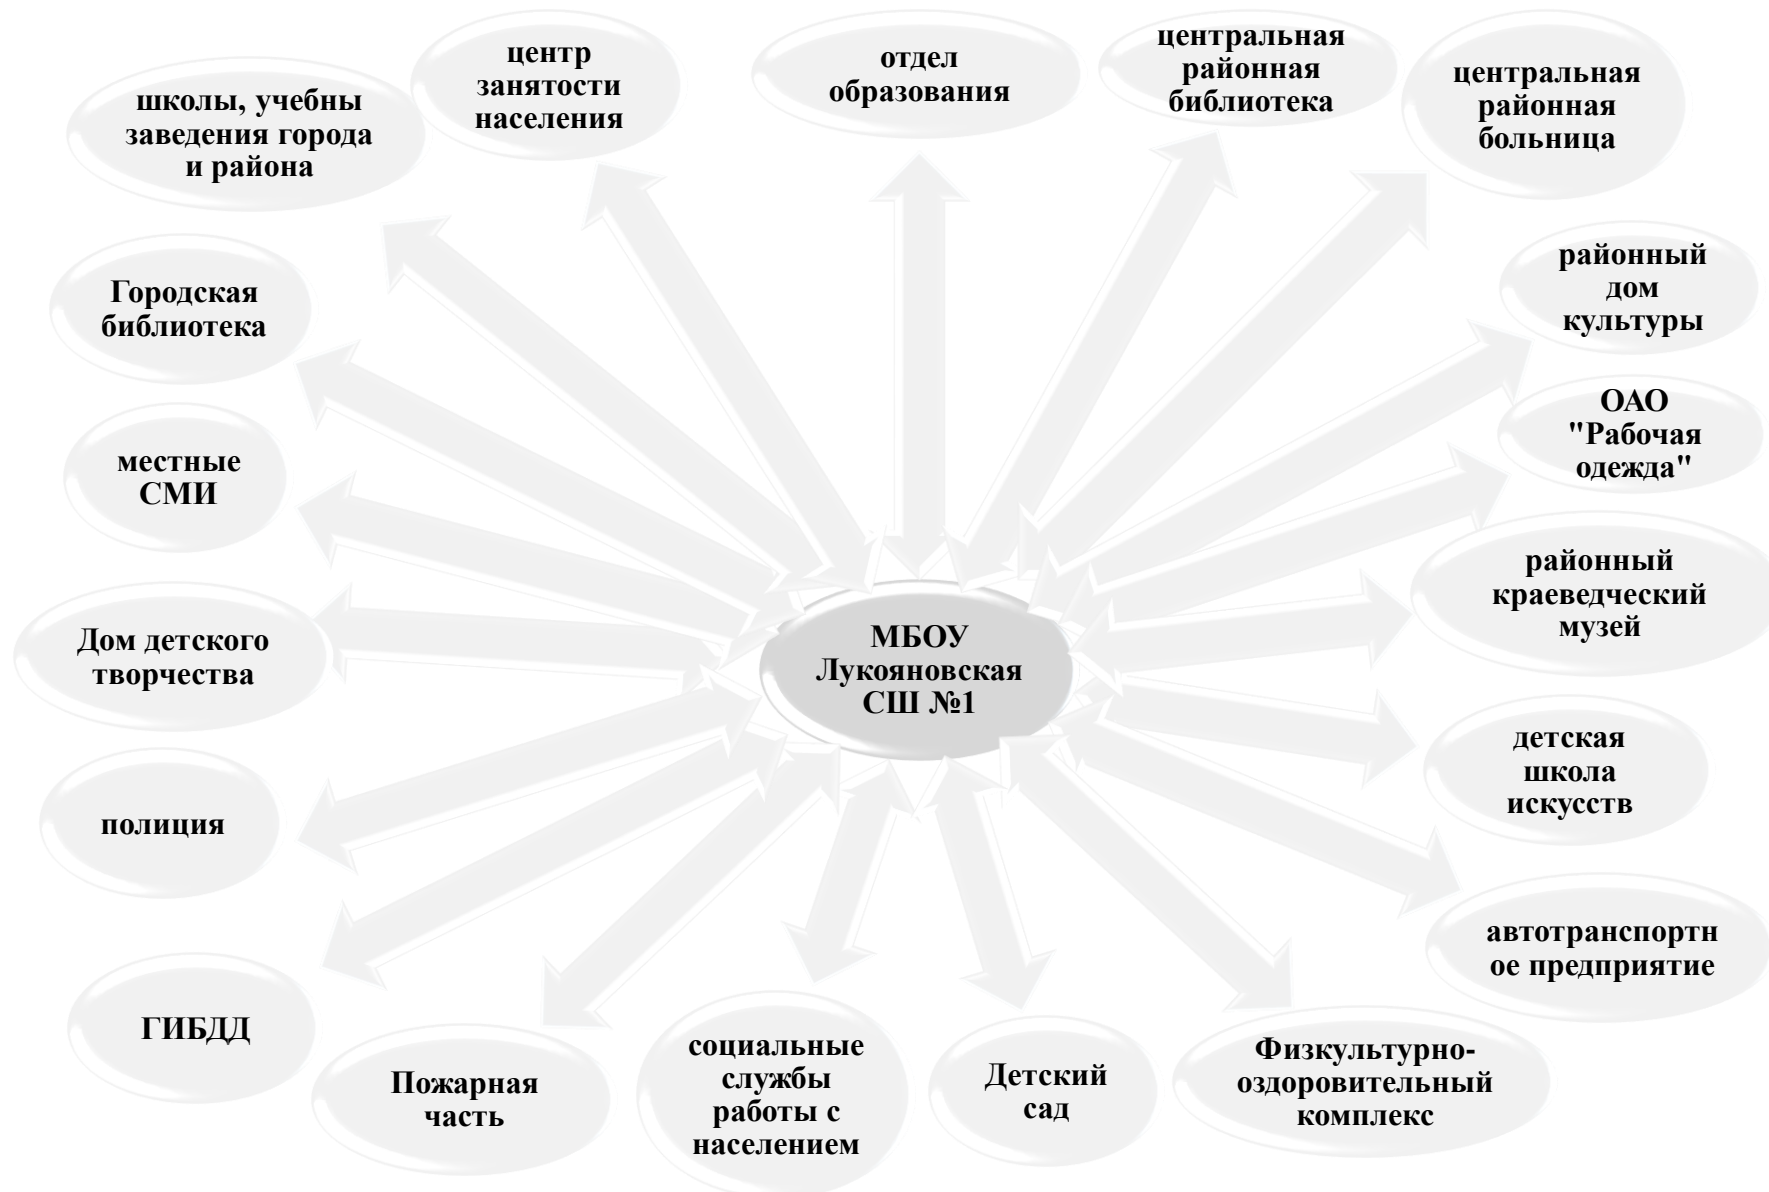 центр
занятости
населения
отдел
образования
центральная
районная
библиотека
центральная
районная
больница
школы, учебны
заведения города
и района
районный
дом
культуры
Городская
библиотека
ОАО
"Рабочая
одежда"
местные
СМИ
районный
краеведческий
музей
Дом детского
творчества
МБОУ
Лукояновская
СШ №1
детская
школа
искусств
полиция
автотранспортн
ое предприятие
ГИБДД
Пожарная
часть
социальные
службы
работы с
населением
Детский
сад
Физкультурно-
оздоровительный
комплекс